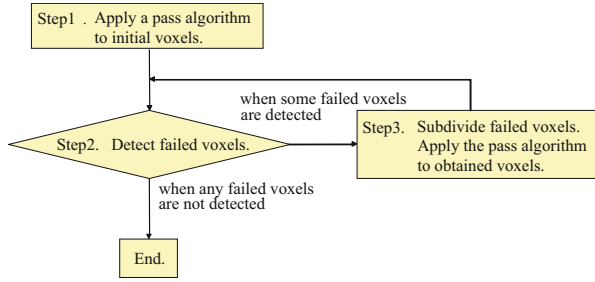 Step1 . Apply a pass algorithm
to initial voxels.
when some failed voxels
are detected
Step2. Detect failed voxels.
Step3. Subdivide failed voxels.
Apply the pass algorithm
to obtained voxels.
when any failed voxels
are not detected
End.